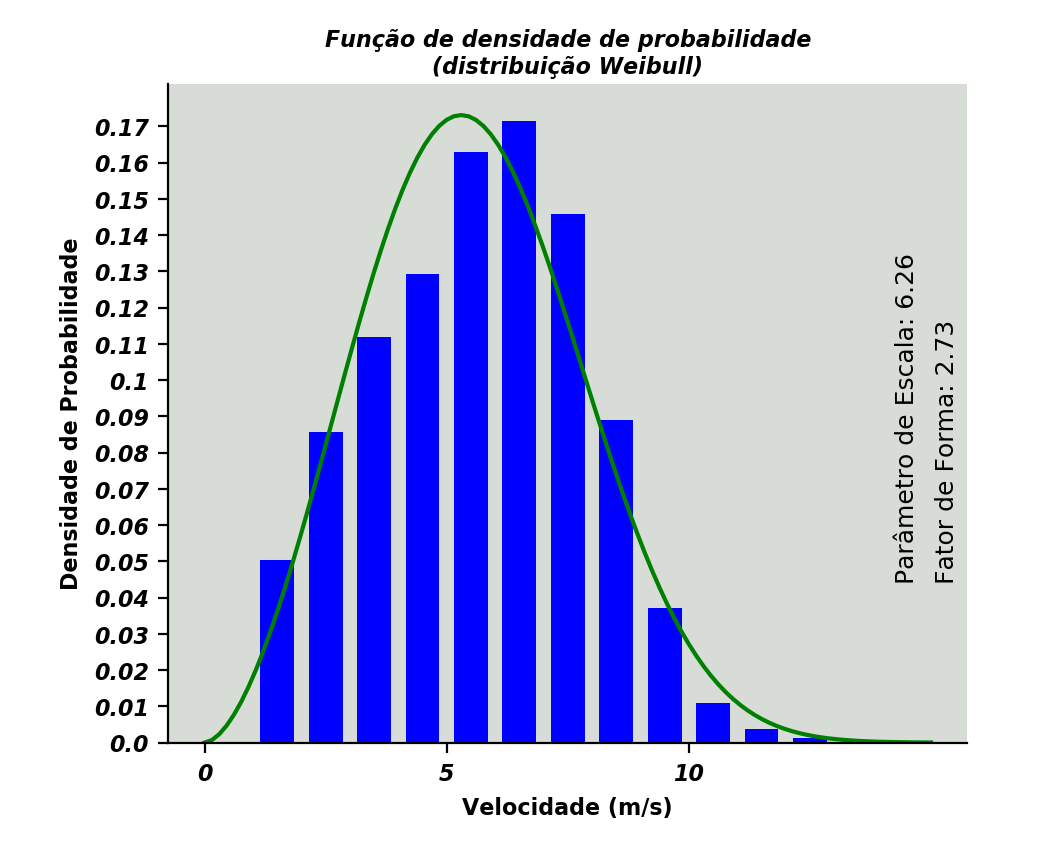 Função de densidade de probabilidade
(distribuição Weibull)
0.17
0.16
0.15
0.14
0.13
0.12
0.11
0.1
0.09
0.08
0.07
0.06
0.05
0.04
0.03
0.02
0.01
0.0
Densidade de Probabilidade
0 5 10
Velocidade (m/s)
Parâmetro de Escala: 6.26
Fator de Forma: 2.73